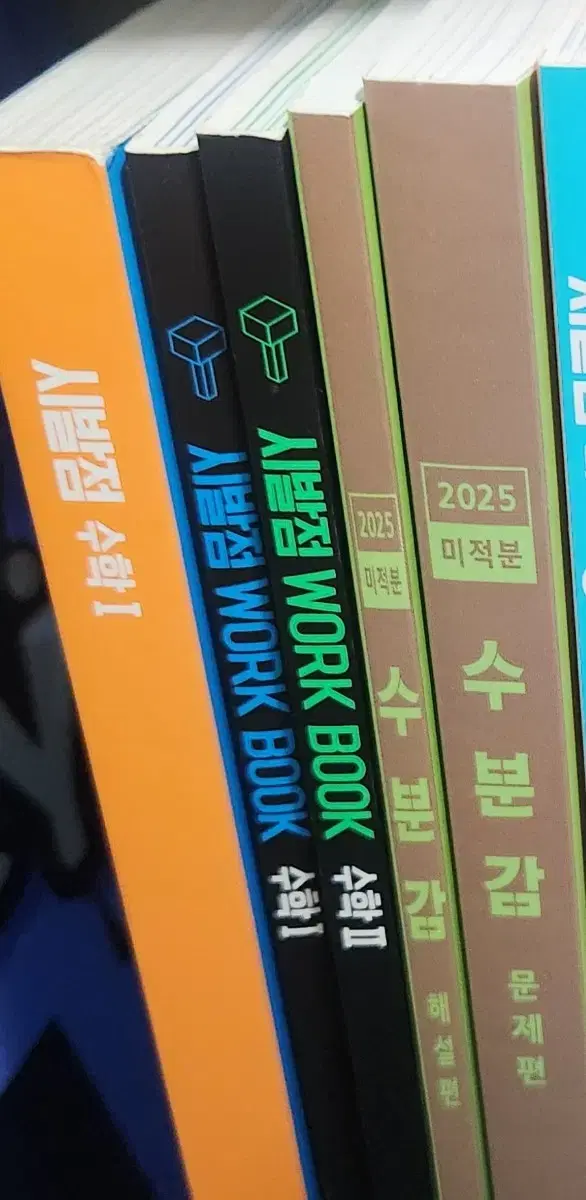 시발점 수학 I
시발점 WORK BOOK 수학 I
시발점 WORK BOOK 수학 II
2025
미적분
수분감 해설편
2025
미적분
수분감 문제편